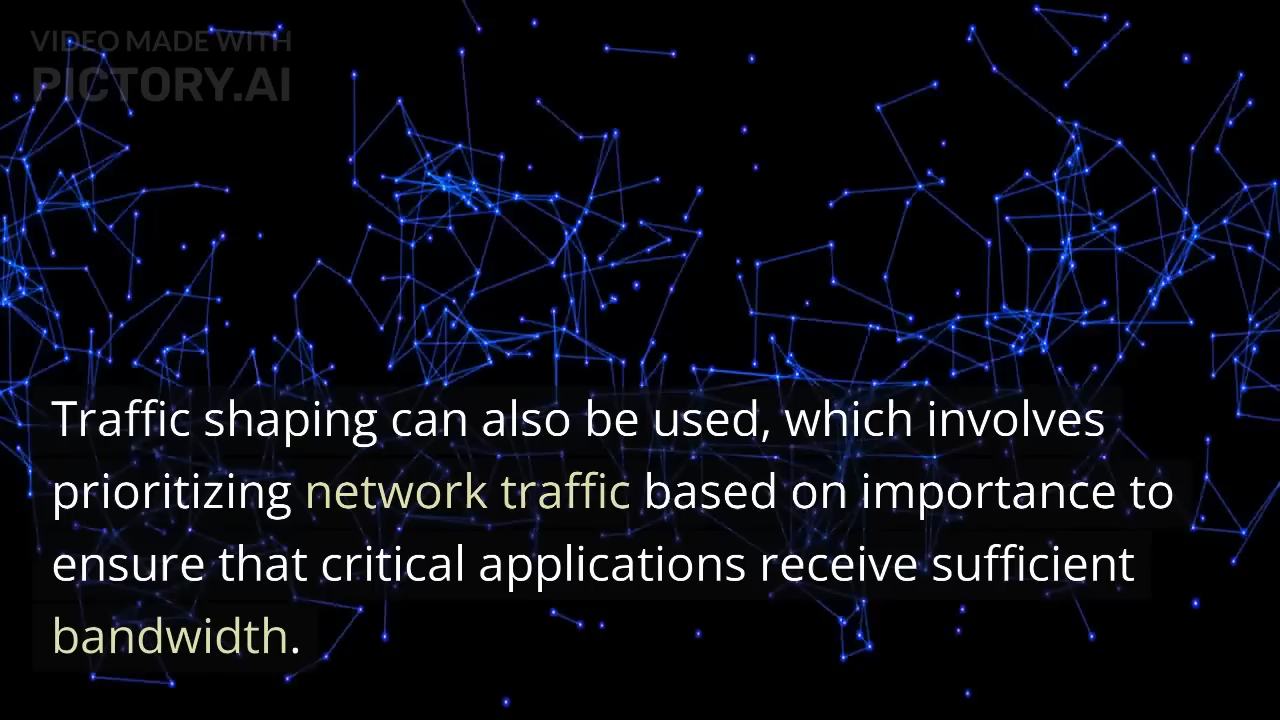 VIDEO MADE WITH
PICTORY.AI
Traffic shaping can also be used, which involves
prioritizing network traffic based on importance to
ensure that critical applications receive sufficient
bandwidth.